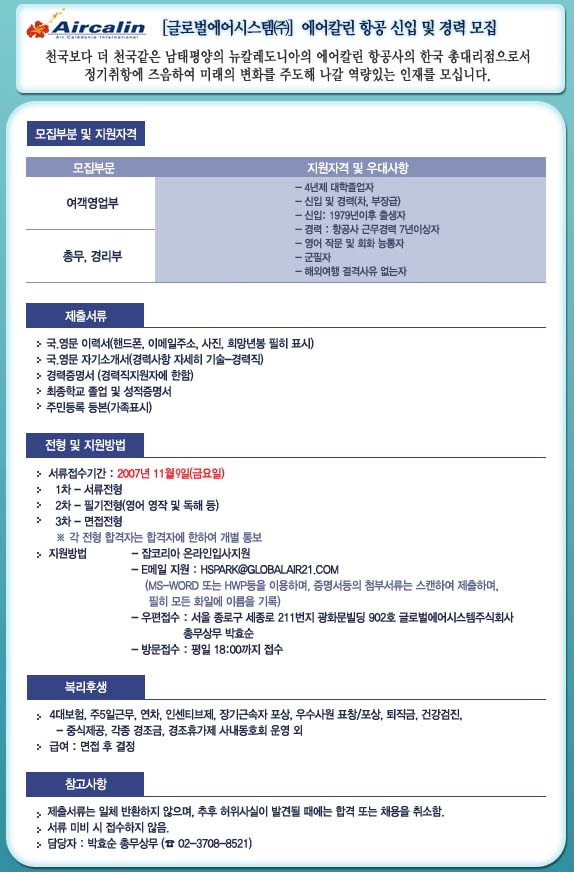 Aircalin
Air Caledonie International
[글로벌에어시스템㈜] 에어칼린 항공 신입 및 경력 모집
천국보다 더 천국같은 남태평양의 뉴칼레도니아의 에어칼린 항공사의 한국 총대리점으로서
정기취항에 즈음하여 미래의 변화를 주도해 나갈 역량있는 인재를 모십니다.
모집부분 및 지원자격
모집부문 지원자격 및 우대사항
여객영업부
총무, 경리부
- 4년제 대학졸업자
- 신입 및 경력(차, 부장급)
- 신입: 1979년이후 출생자
- 경력 : 항공사 근무경력 7년이상자
- 영어 작문 및 회화 능통자
- 군필자
- 해외여행 결격사유 없는자
제출서류
국.영문 이력서(핸드폰, 이메일주소, 사진, 희망년봉 필히 표시)
국.영문 자기소개서(경력사항 자세히 기술-경력직)
경력증명서 (경력직지원자에 한함)
최종학교 졸업 및 성적증명서
주민등록 등본(가족표시)
전형 및 지원방법
서류접수기간 : 2007년 11월9일(금요일)
1차 - 서류전형
2차 - 필기전형(영어 영작 및 독해 등)
3차 - 면접전형
※ 각 전형 합격자는 합격자에 한하여 개별 통보
지원방법 - 잡코리아 온라인입사지원
- E메일 지원 : HSPARK@GLOBALAIR21.COM
(MS-WORD 또는 HWP등을 이용하며, 증명서등의 첨부서류는 스캔하여 제출하며,
필히 모든 화일에 이름을 기록)
- 우편접수 : 서울 종로구 세종로 211번지 광화문빌딩 902호 글로벌에어시스템주식회사
총무상무 박효순
- 방문접수 : 평일 18:00까지 접수
복리후생
4대보험, 주5일근무, 연차, 인센티브제, 장기근속자 포상, 우수사원 표창/포상, 퇴직금, 건강검진,
- 중식제공, 각종 경조금, 경조휴가제 사내동호회 운영 외
급여 : 면접 후 결정
참고사항
제출서류는 일체 반환하지 않으며, 추후 허위사실이 발견될 때에는 합격 또는 채용을 취소함.
서류 미비 시 접수하지 않음.
담당자 : 박효순 총무상무 (☎ 02-3708-8521)